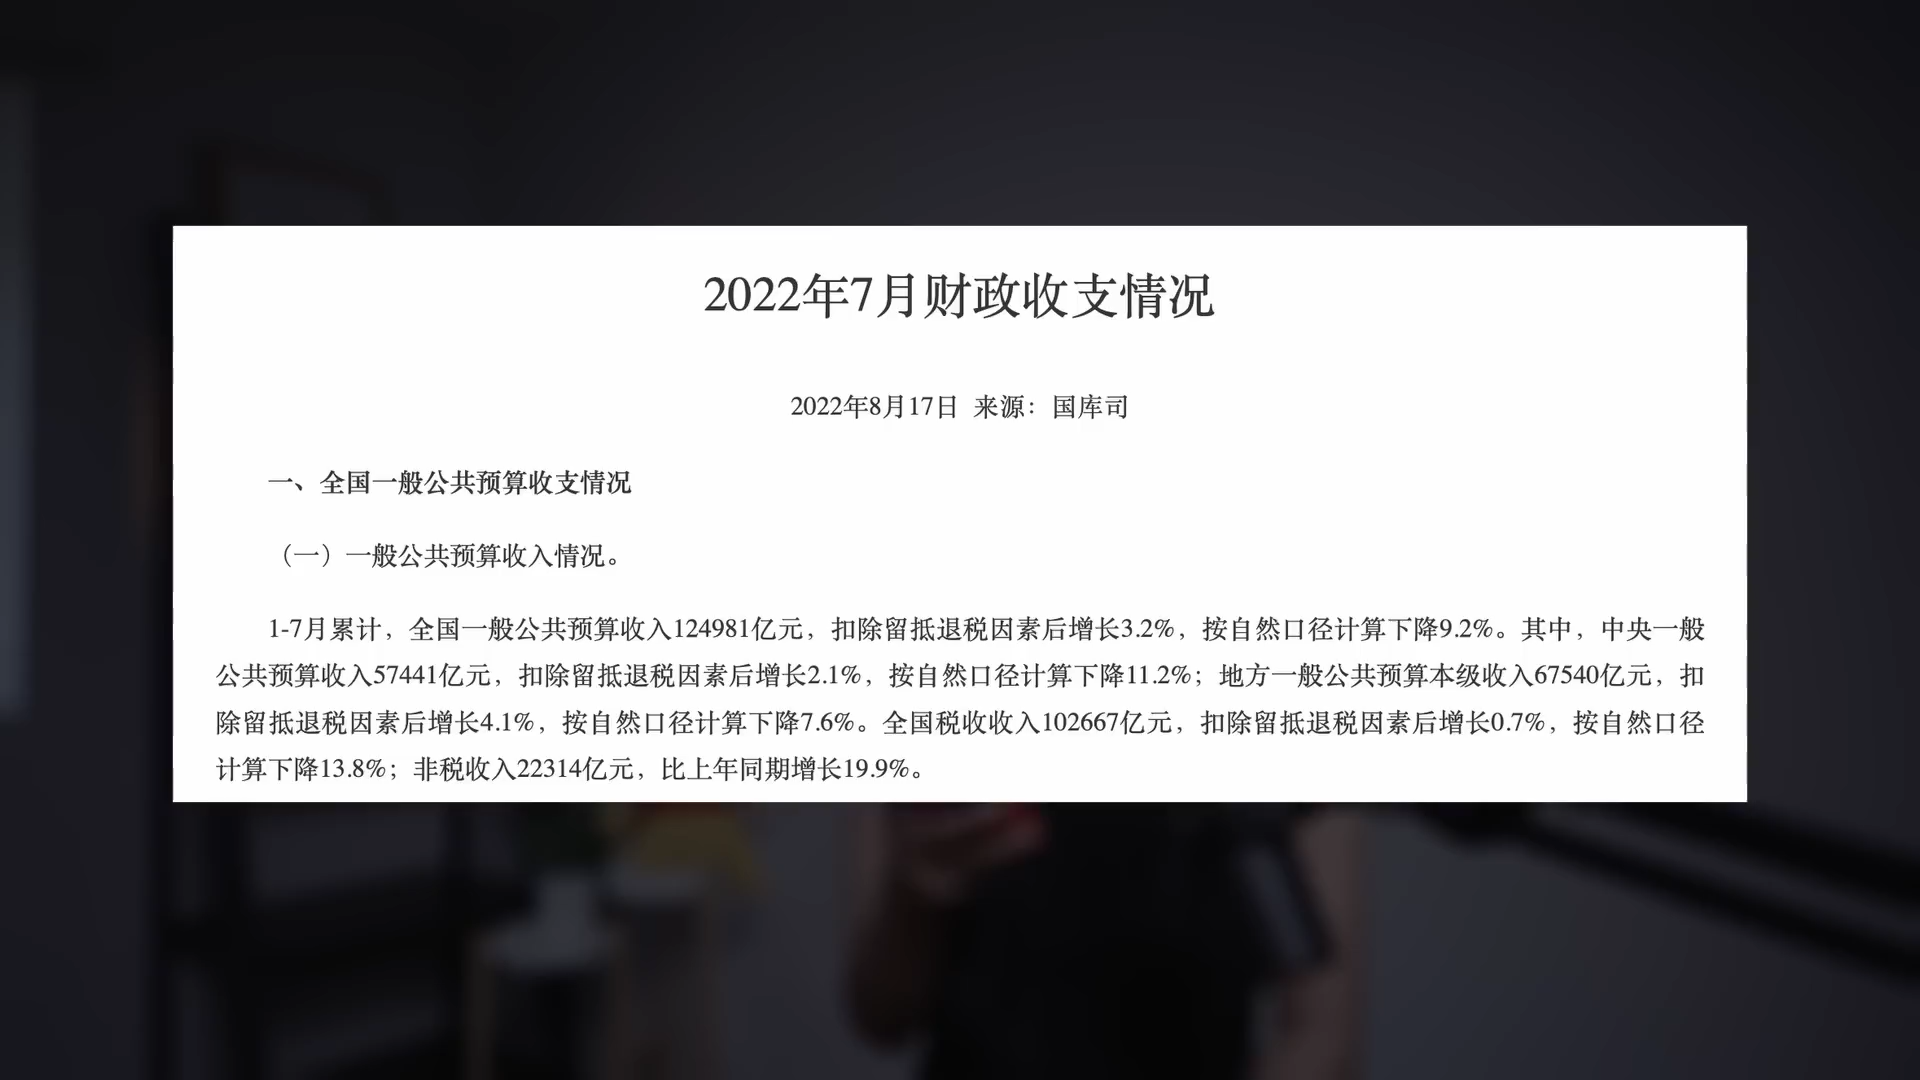 2022年7月财政收支情况
2022年8月17日 来源：国库司
一、全国一般公共预算收支情况
（一）一般公共预算收入情况。
1-7月累计，全国一般公共预算收入124981亿元，扣除留抵退税因素后增长3.2%，按自然口径计算下降9.2%。其中，中央一般
公共预算收入57441亿元，扣除留抵退税因素后增长2.1%，按自然口径计算下降11.2%；地方一般公共预算本级收入67540亿元，扣
除留抵退税因素后增长4.1%，按自然口径计算下降7.6%。全国税收收入102667亿元，扣除留抵退税因素后增长0.7%，按自然口径
计算下降13.8%；非税收入22314亿元，比上年同期增长19.9%。